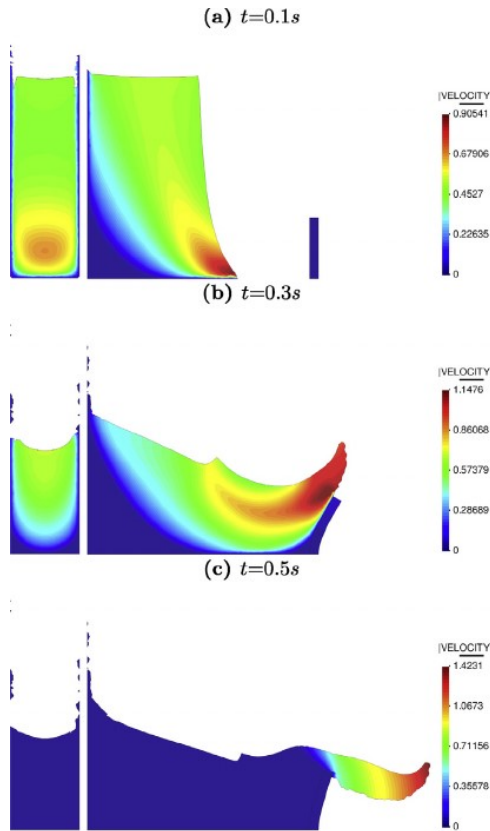 (a) t=0.1s
|VELOCITY
0.90541
0.67906
0.4527
0.22635
0
(b) t=0.3s
|VELOCITY
1.1476
0.86068
0.57379
0.28689
0
(c) t=0.5s
|VELOCITY
1.4231
1.0673
0.71156
0.35578
0